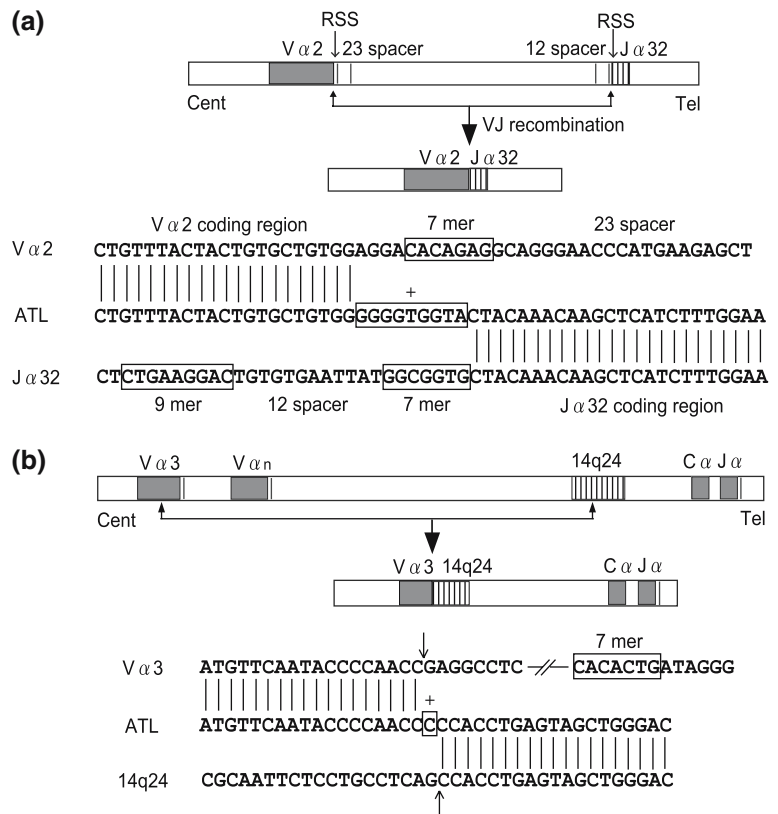 (a)
RSS RSS
Vα2 23 spacer 12 spacer Jα32
Cent Tel
VJ recombination
Vα2 Jα32
Vα2 coding region 7 mer 23 spacer
Vα2 CTGTTTACTACTGTGCTGTGGAGGACACAGAGGCAGGGAACCCATGAAGAGCT
+
ATL CTGTTTACTACTGTGCTGTGGGGGGTGGTACTACAAACAAGCTCATCTTTGGAA
Jα32 CTCTGAAGGACTGTGTGAATTATGGCGGTGCTACAAACAAGCTCATCTTTGGAA
9 mer 12 spacer 7 mer Jα32 coding region
(b)
Vα3 Vαn 14q24 Cα Jα
Cent Tel
Vα3 14q24 Cα Jα
7 mer
Vα3 ATGTTCAATACCCCAACCGAGGCCTC CACACTGATAGGG
+
ATL ATGTTCAATACCCCAACCCCCACCTGAGTAGCTGGGAC
14q24 CGCAATTCTCCTGCCTCAGCCACCTGAGTAGCTGGGAC